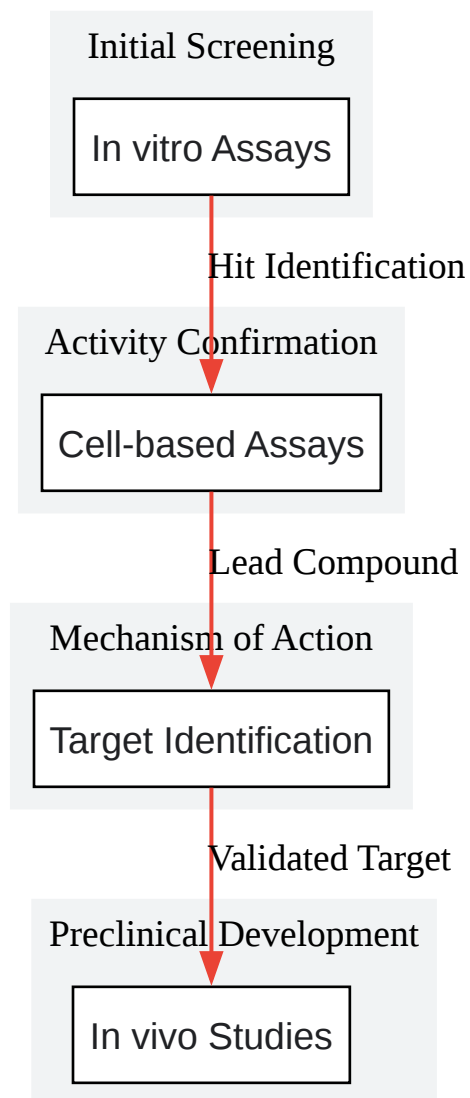 Initial Screening
In vitro Assays
Hit Identification
Activity Confirmation
Cell-based Assays
Lead Compound
Mechanism of Action
Target Identification
Validated Target
Preclinical Development
In vivo Studies